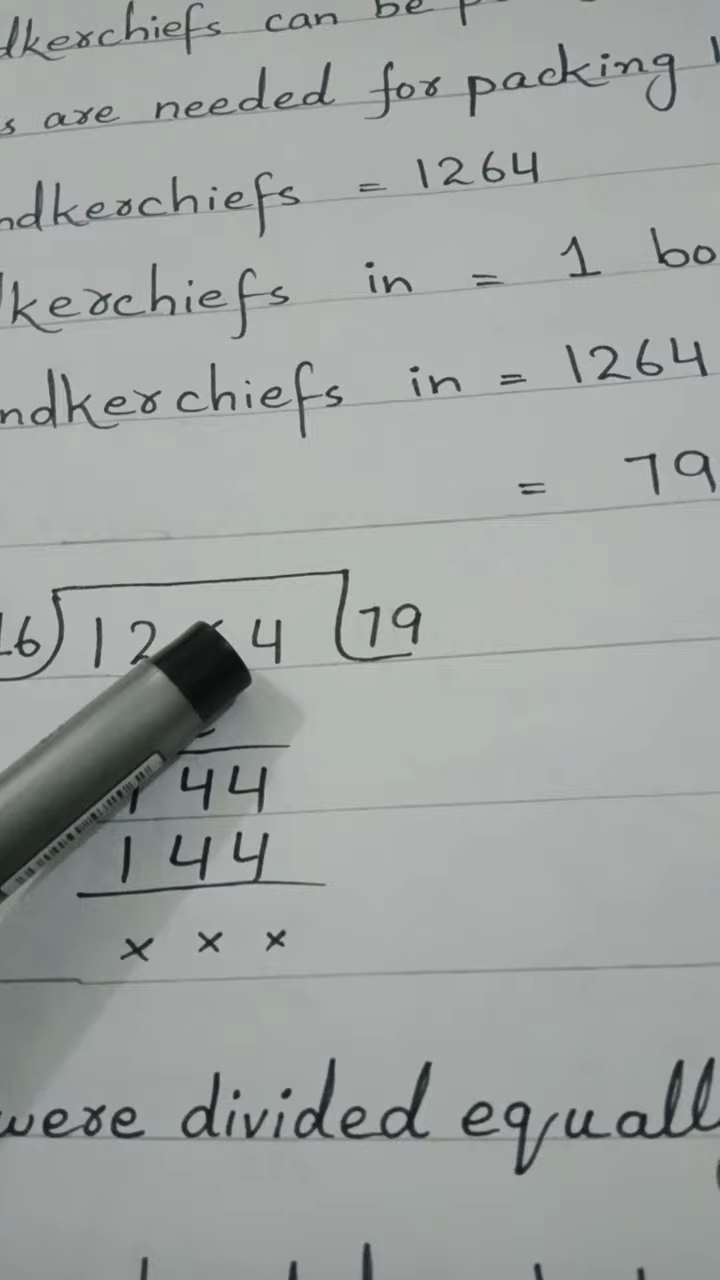 dkerchiefs can be
s are needed for packing
ndkerchiefs = 1264
kerchiefs in = 1 bo
ndkerchiefs in = 1264
= 79
16) 12 4 (79
144
144
x x x
were divided equall